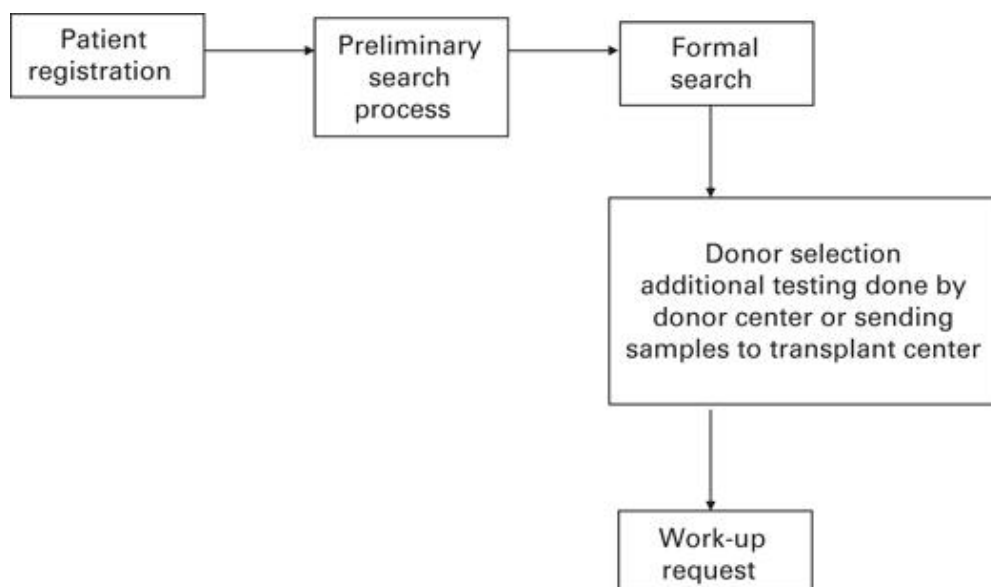 Patient
registration
Preliminary
search
process
Formal
search
Donor selection
additional testing done by
donor center or sending
samples to transplant center
Work-up
request